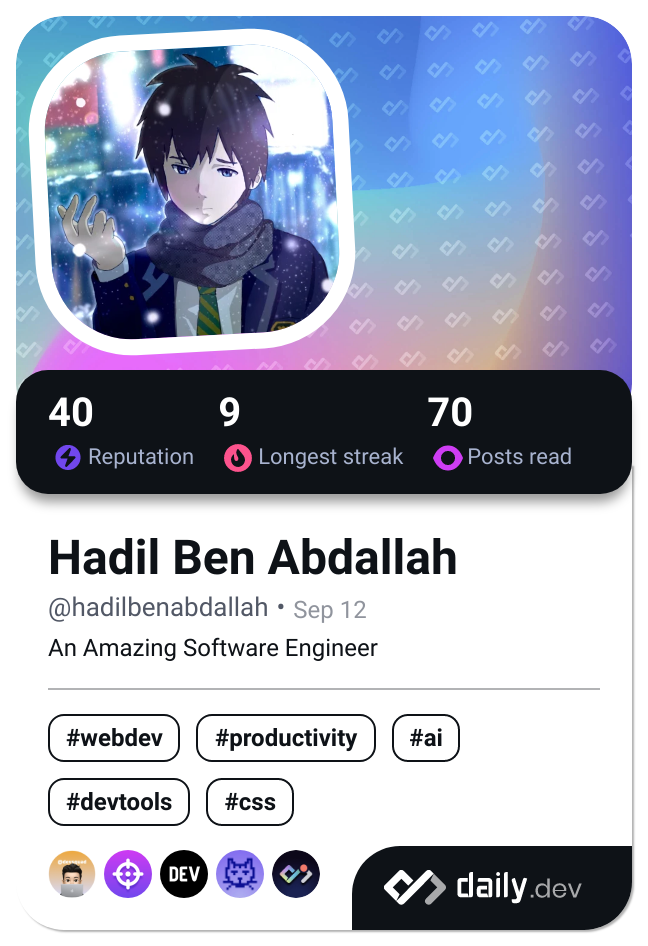 40 9 70
Reputation Longest streak Posts read
Hadil Ben Abdallah
@hadilbenabdallah • Sep 12
An Amazing Software Engineer
#webdev #productivity #ai
#devtools #css
DEV
daily.dev